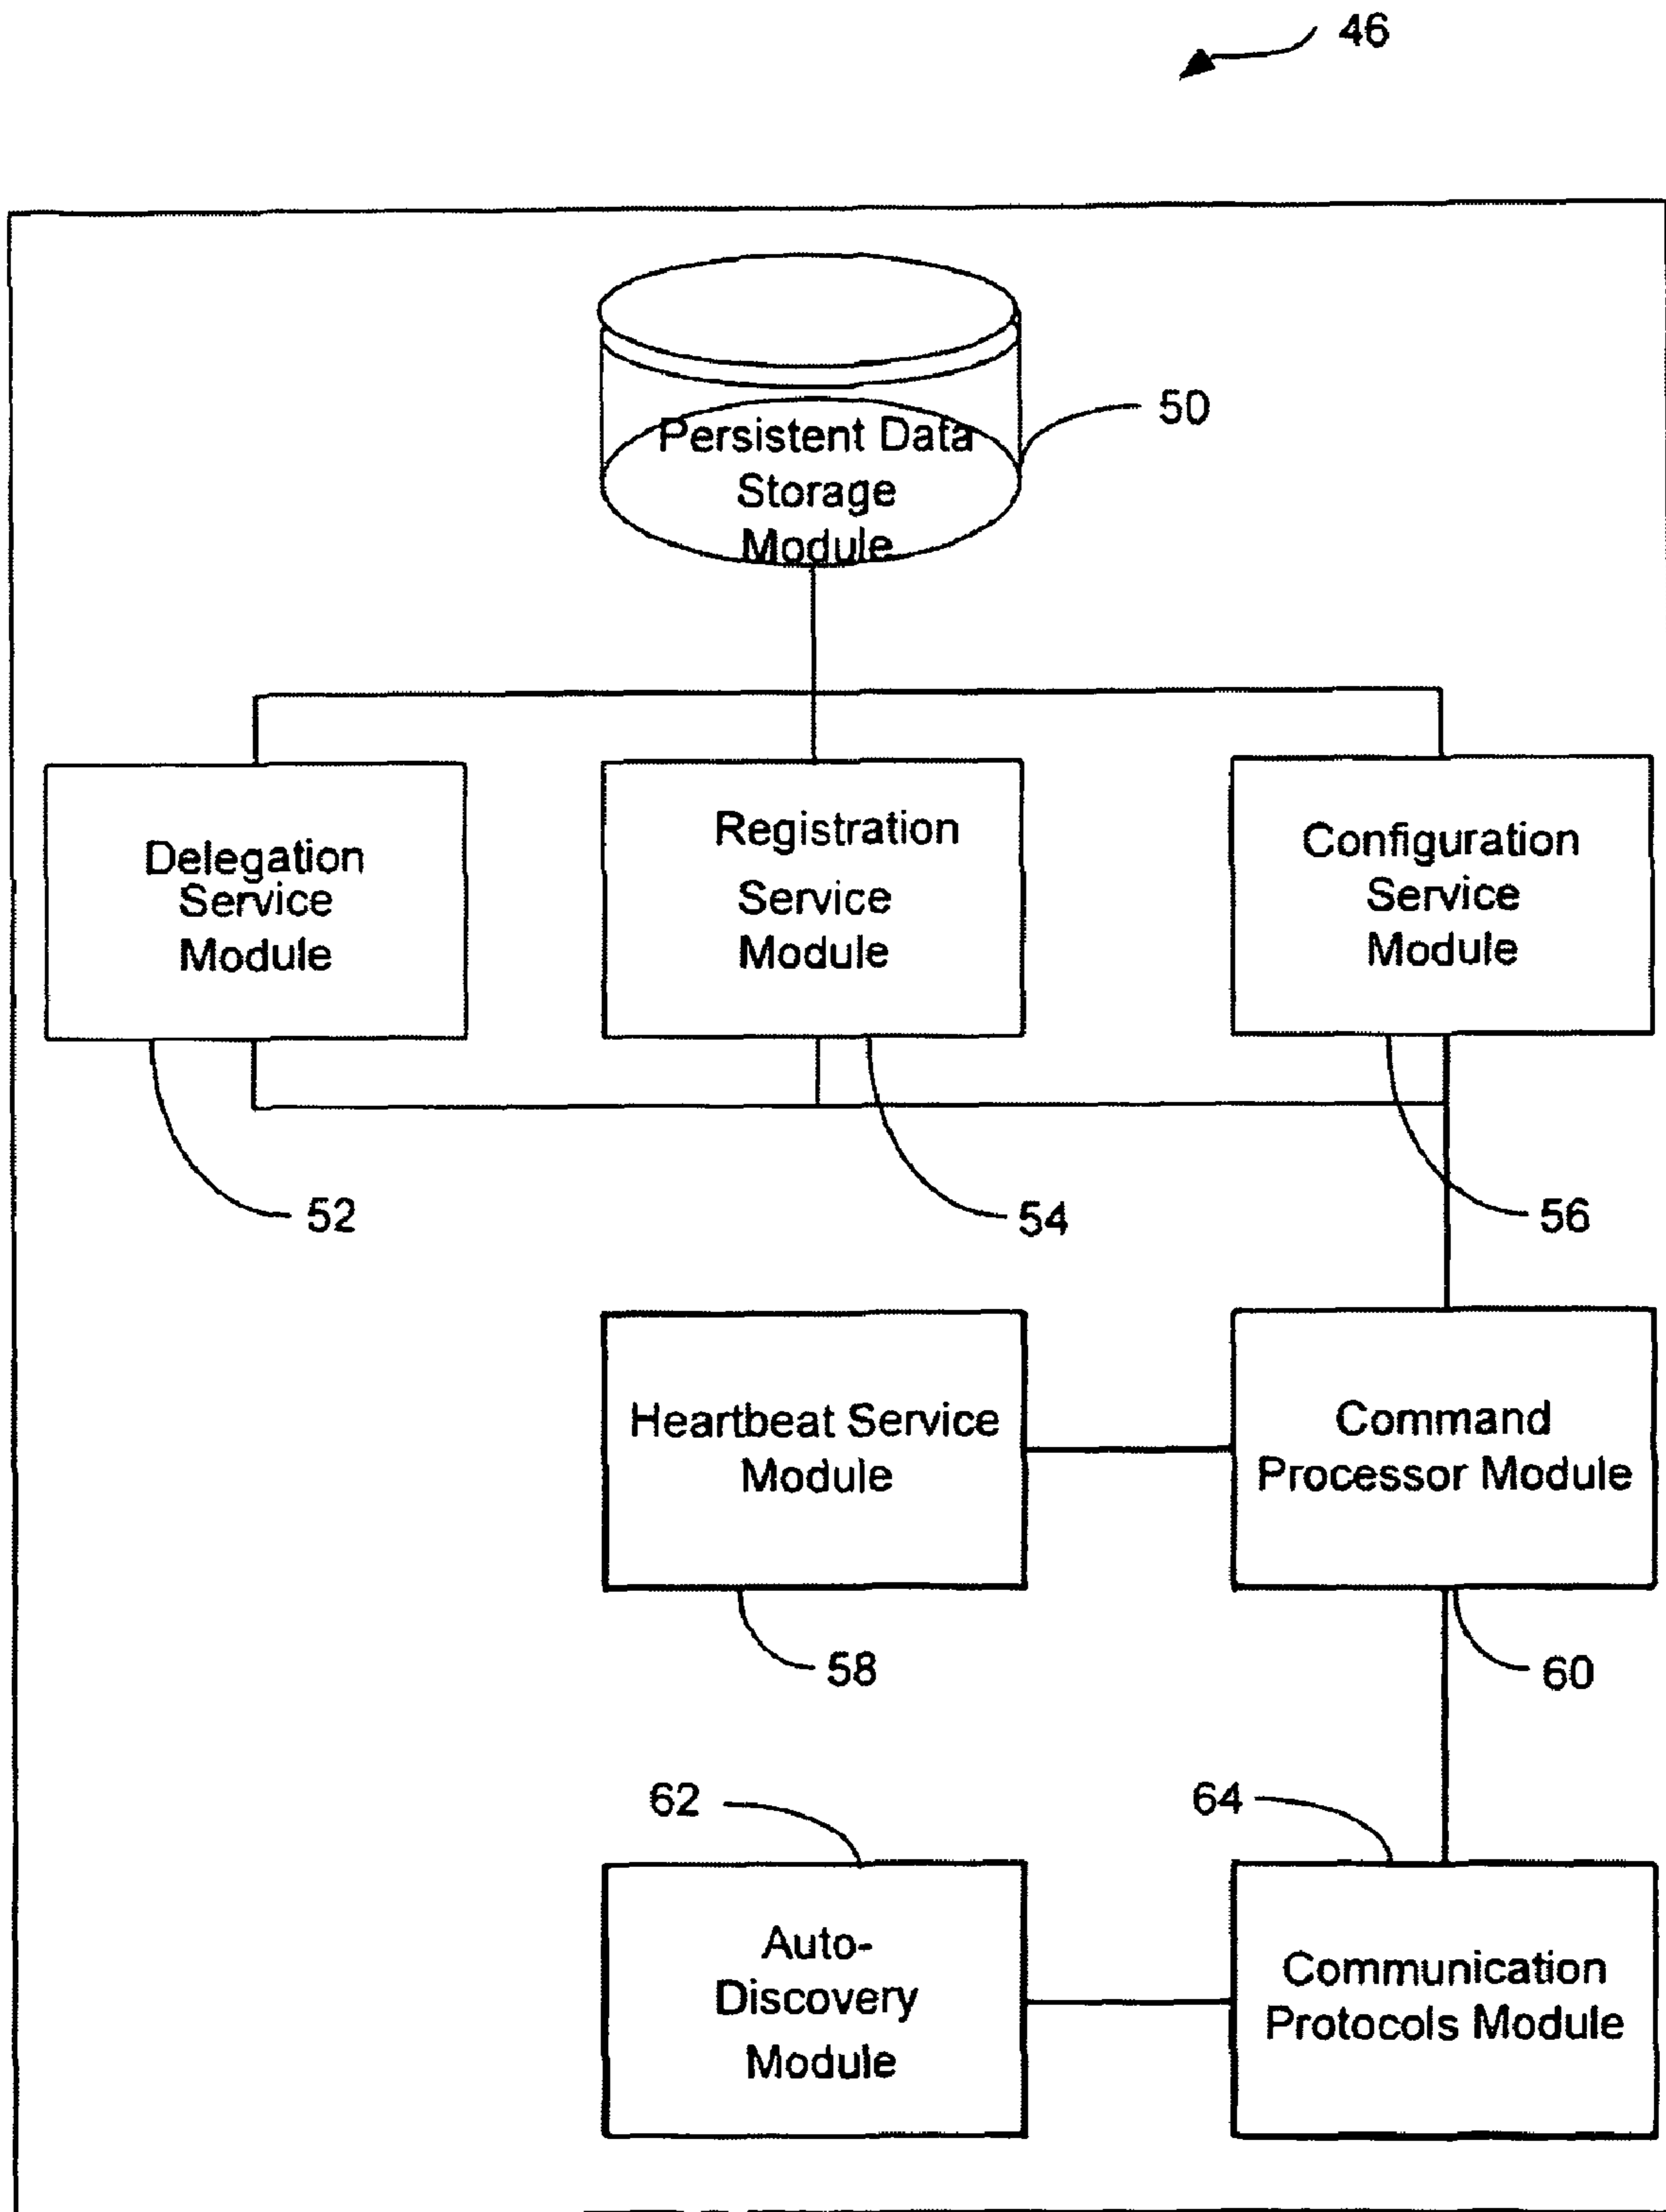 46
Persistent Data
Storage
Module
50
Delegation
Service
Module
Registration
Service
Module
Configuration
Service
Module
52
54
56
Heartbeat Service
Module
Command
Processor Module
58
60
62
64
Auto-
Discovery
Module
Communication
Protocols Module